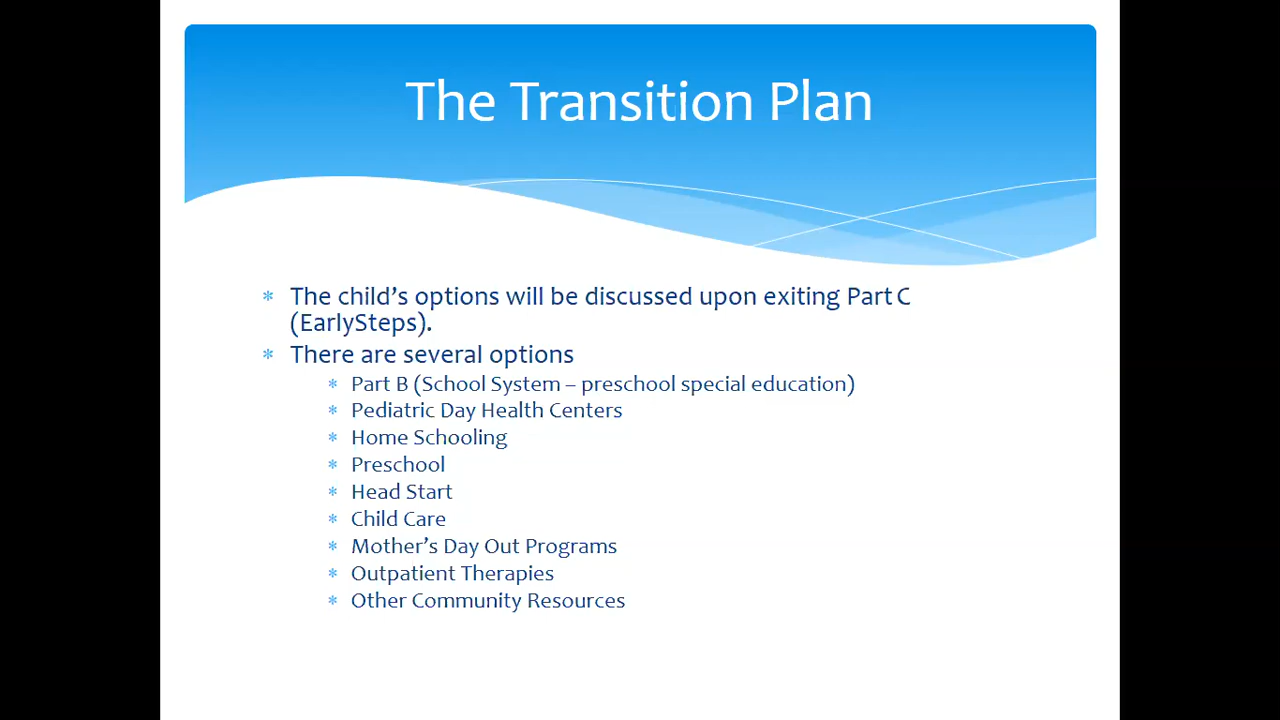 The Transition Plan
* The child’s options will be discussed upon exiting Part C
(EarlySteps).
* There are several options
* Part B (School System – preschool special education)
* Pediatric Day Health Centers
* Home Schooling
* Preschool
* Head Start
* Child Care
* Mother’s Day Out Programs
* Outpatient Therapies
* Other Community Resources